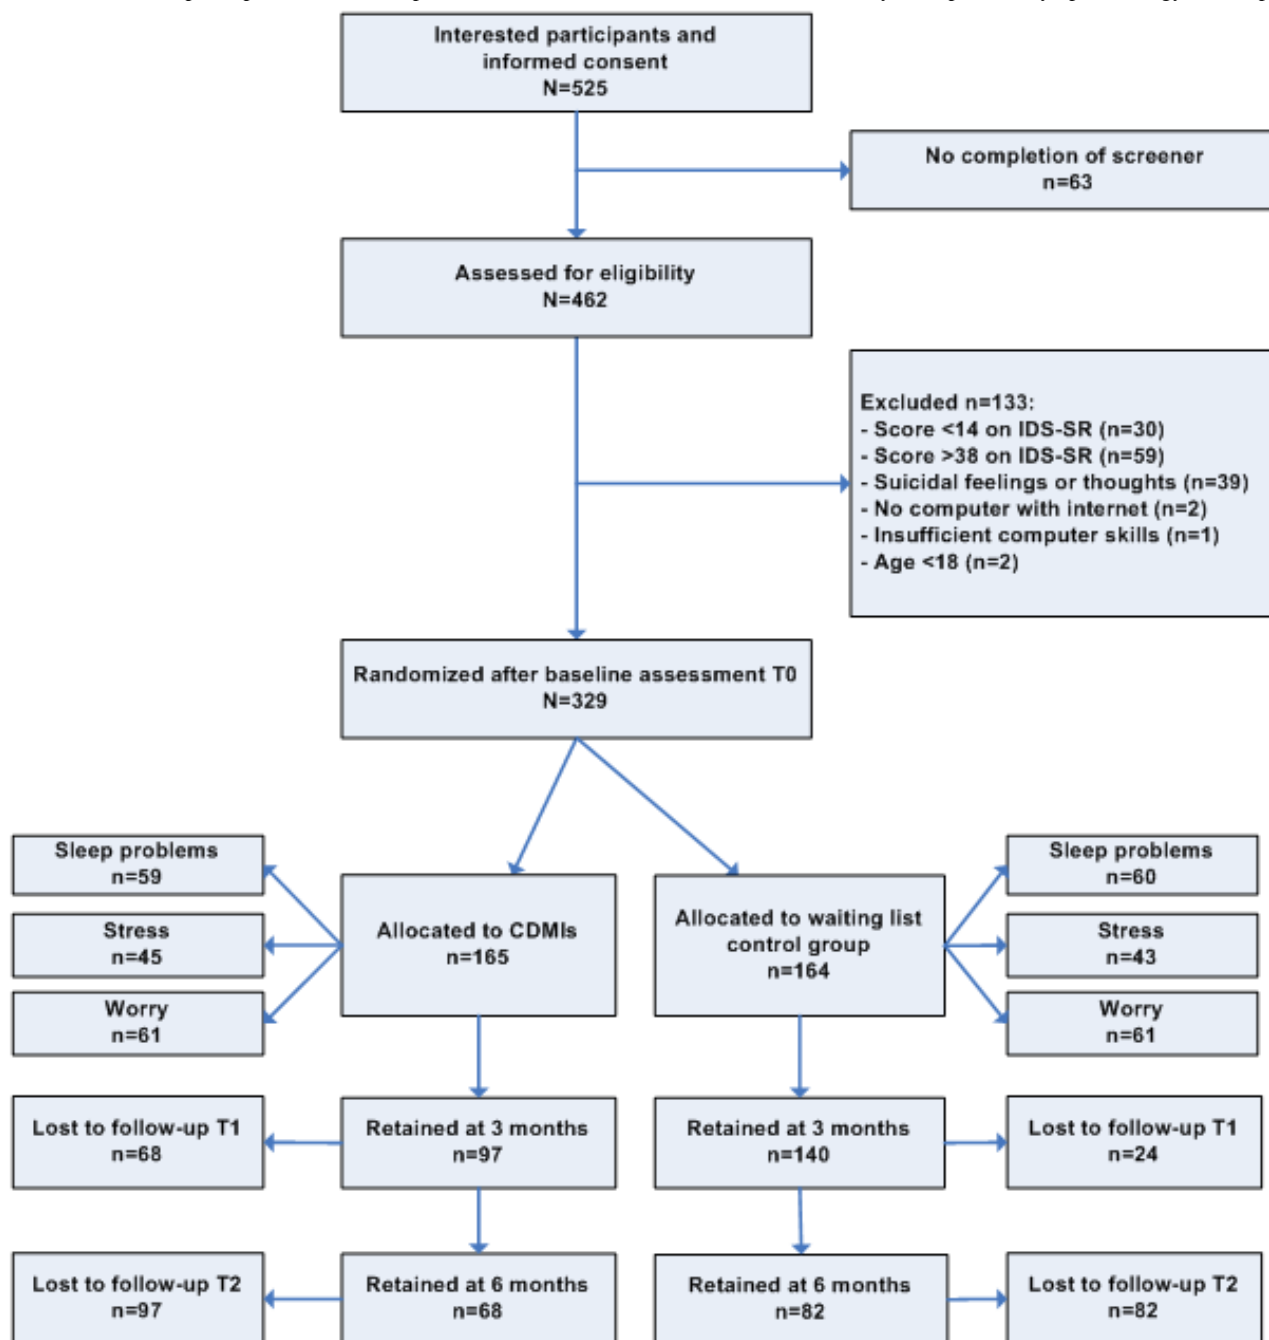 Interested participants and
informed consent
N=525
No completion of screener
n=63
Assessed for eligibility
N=462
Excluded n=133:
- Score <14 on IDS-SR (n=30)
- Score >38 on IDS-SR (n=59)
- Suicidal feelings or thoughts (n=39)
- No computer with internet (n=2)
- Insufficient computer skills (n=1)
- Age <18 (n=2)
Randomized after baseline assessment T0
N=329
Sleep problems
n=59
Stress
n=45
Worry
n=61
Allocated to CDMIs
n=165
Allocated to waiting list
control group
n=164
Sleep problems
n=60
Stress
n=43
Worry
n=61
Lost to follow-up T1
n=68
Retained at 3 months
n=97
Retained at 3 months
n=140
Lost to follow-up T1
n=24
Lost to follow-up T2
n=97
Retained at 6 months
n=68
Retained at 6 months
n=82
Lost to follow-up T2
n=82